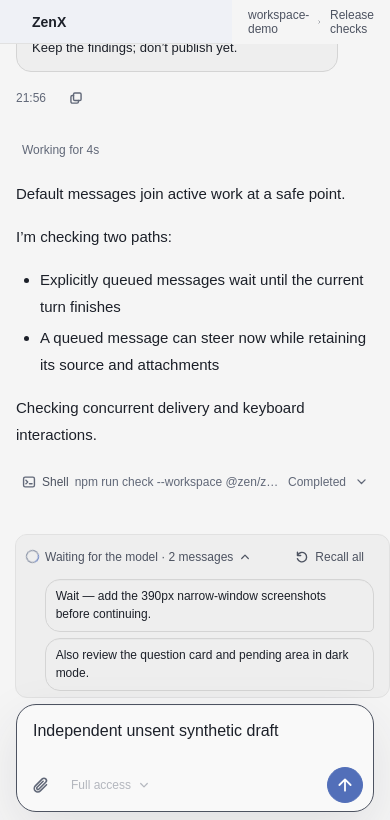 ZenX
workspace-demo › Release checks
Keep the findings; don't publish yet.
21:56
Working for 4s
Default messages join active work at a safe point.
I'm checking two paths:
• Explicitly queued messages wait until the current
turn finishes
• A queued message can steer now while retaining
its source and attachments
Checking concurrent delivery and keyboard
interactions.
Shell npm run check --workspace @zen/z… Completed
Waiting for the model · 2 messages Recall all
Wait — add the 390px narrow-window screenshots
before continuing.
Also review the question card and pending area in dark
mode.
Independent unsent synthetic draft
Full access